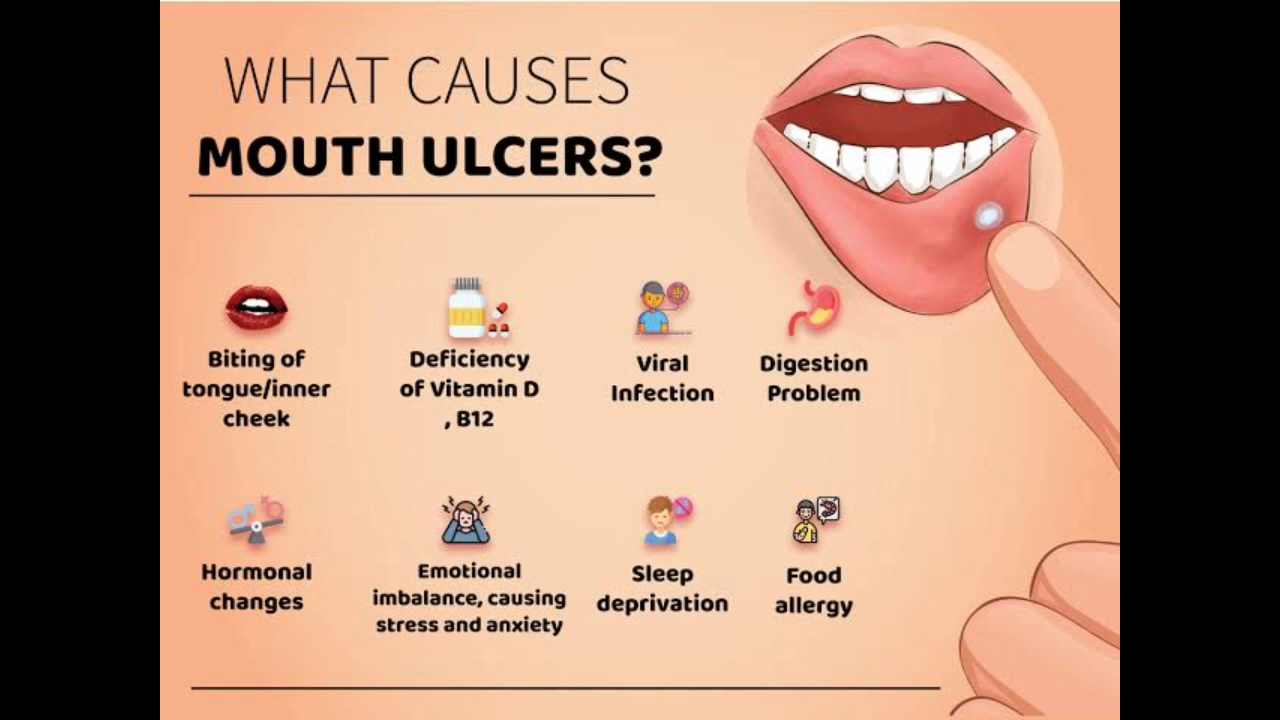 WHAT CAUSES
MOUTH ULCERS?
Biting of
tongue/inner
cheek
Deficiency
of Vitamin D
, B12
Viral
Infection
Digestion
Problem
Hormonal
changes
Emotional
imbalance, causing
stress and anxiety
Sleep
deprivation
Food
allergy